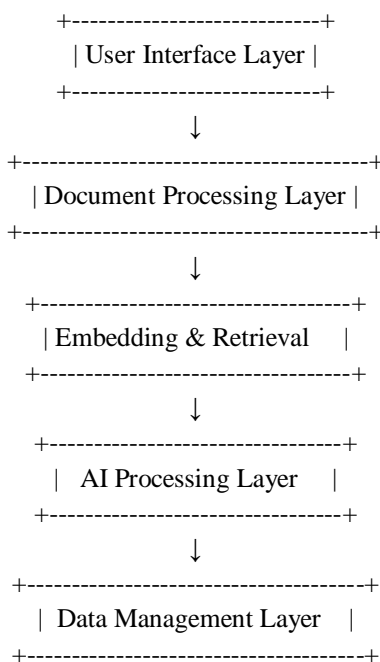 +---------------------------+
| User Interface Layer |
+---------------------------+
↓
+---------------------------------------+
| Document Processing Layer |
+---------------------------------------+
↓
+----------------------------------+
| Embedding & Retrieval |
+----------------------------------+
↓
+--------------------------------+
| AI Processing Layer |
+--------------------------------+
↓
+-----------------------------------+
| Data Management Layer |
+-----------------------------------+